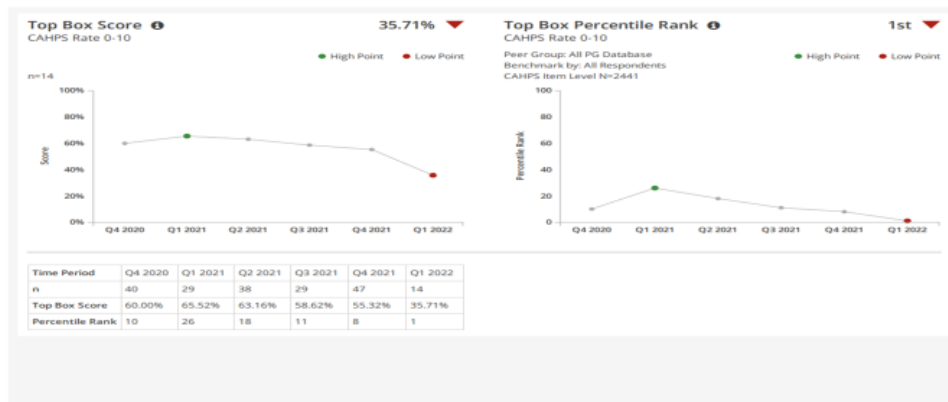 Top Box Score 35.71%
CAHPS Rate 0-10
High Point Low Point
n=14
100%
80%
60%
40%
20%
0%
Score
Q4 2020 Q1 2021 Q2 2021 Q3 2021 Q4 2021 Q1 2022
Top Box Percentile Rank 1st
CAHPS Rate 0-10
Peer Group: All PG Database
Benchmark by: All Respondents
CAHPS Item Level N=2441
High Point Low Point
100
80
60
40
20
0
Percentile Rank
Q4 2020 Q1 2021 Q2 2021 Q3 2021 Q4 2021 Q1 2022
Time Period Q4 2020 Q1 2021 Q2 2021 Q3 2021 Q4 2021 Q1 2022
n 40 29 38 29 47 14
Top Box Score 60.00% 65.52% 63.16% 58.62% 55.32% 35.71%
Percentile Rank 10 26 18 11 8 1